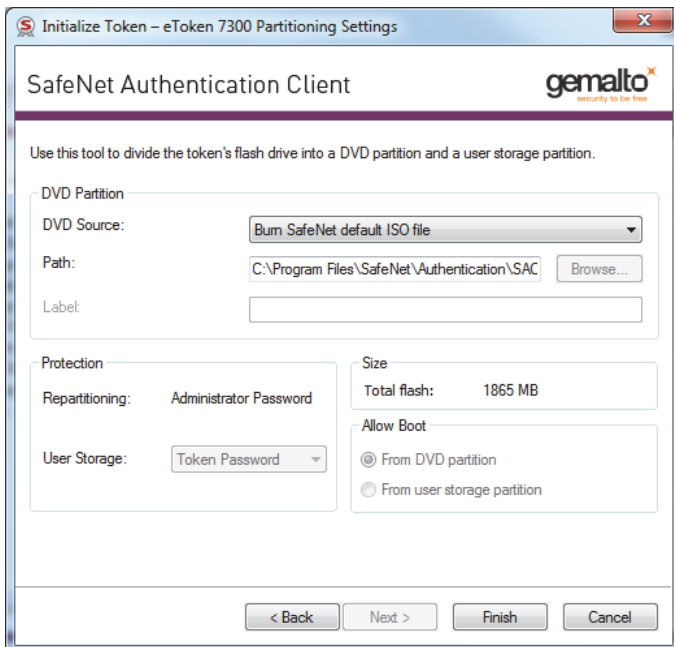 Initialize Token – eToken 7300 Partitioning Settings
SafeNet Authentication Client
gemalto
security to be free
Use this tool to divide the token's flash drive into a DVD partition and a user storage partition.
DVD Partition
DVD Source: Burn SafeNet default ISO file
Path: C:\Program Files\SafeNet\Authentication\SAC Browse...
Label:
Protection
Repartitioning: Administrator Password
User Storage: Token Password
Size
Total flash: 1865 MB
Allow Boot
From DVD partition
From user storage partition
< Back Next > Finish Cancel